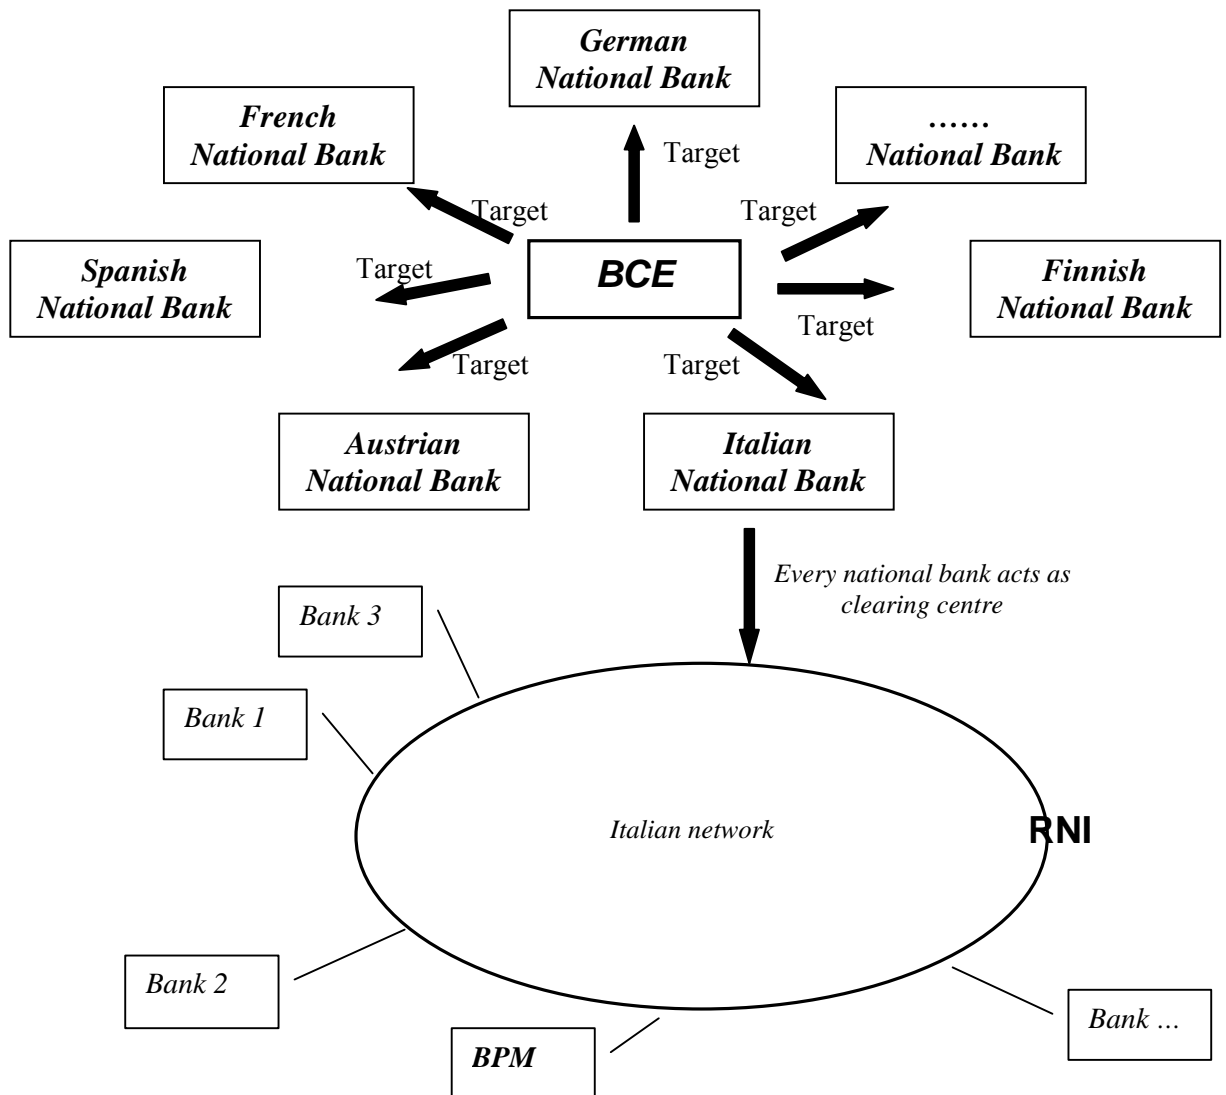 German
National Bank
French
National Bank
......
National Bank
Target
Target
Target
Spanish
National Bank
Target
BCE
Finnish
National Bank
Target
Target
Target
Austrian
National Bank
Italian
National Bank
Every national bank acts as
clearing centre
Bank 3
Bank 1
Italian network
RNI
Bank 2
Bank ...
BPM